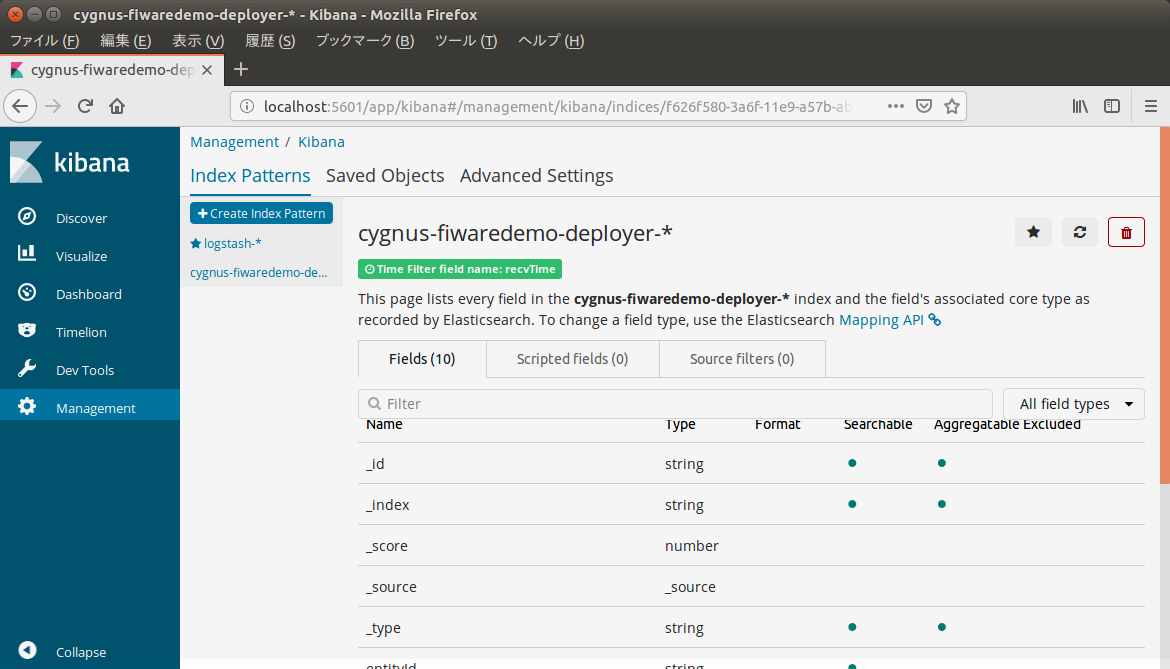 cygnus-fiwaredemo-deployer-* - Kibana - Mozilla Firefox
ファイル (F) 編集 (E) 表示 (V) 履歴 (S) ブックマーク (B) ツール (T) ヘルプ (H)
cygnus-fiwaredemo-dep
localhost:5601/app/kibana#/management/kibana/indices/f626f580-3a6f-11e9-a57b-ab
kibana
Discover
Visualize
Dashboard
Timelion
Dev Tools
Management
Collapse
Management / Kibana
Index Patterns Saved Objects Advanced Settings
Create Index Pattern
logstash-*
cygnus-fiwaredemo-de...
cygnus-fiwaredemo-deployer-*
Time Filter field name: recvTime
This page lists every field in the cygnus-fiwaredemo-deployer-* index and the field's associated core type as
recorded by Elasticsearch. To change a field type, use the Elasticsearch Mapping API
Fields (10) Scripted fields (0) Source filters (0)
Filter All field types
Name Type Format Searchable Aggregatable Excluded
_id string
_index string
_score number
_source _source
_type string
entityId string